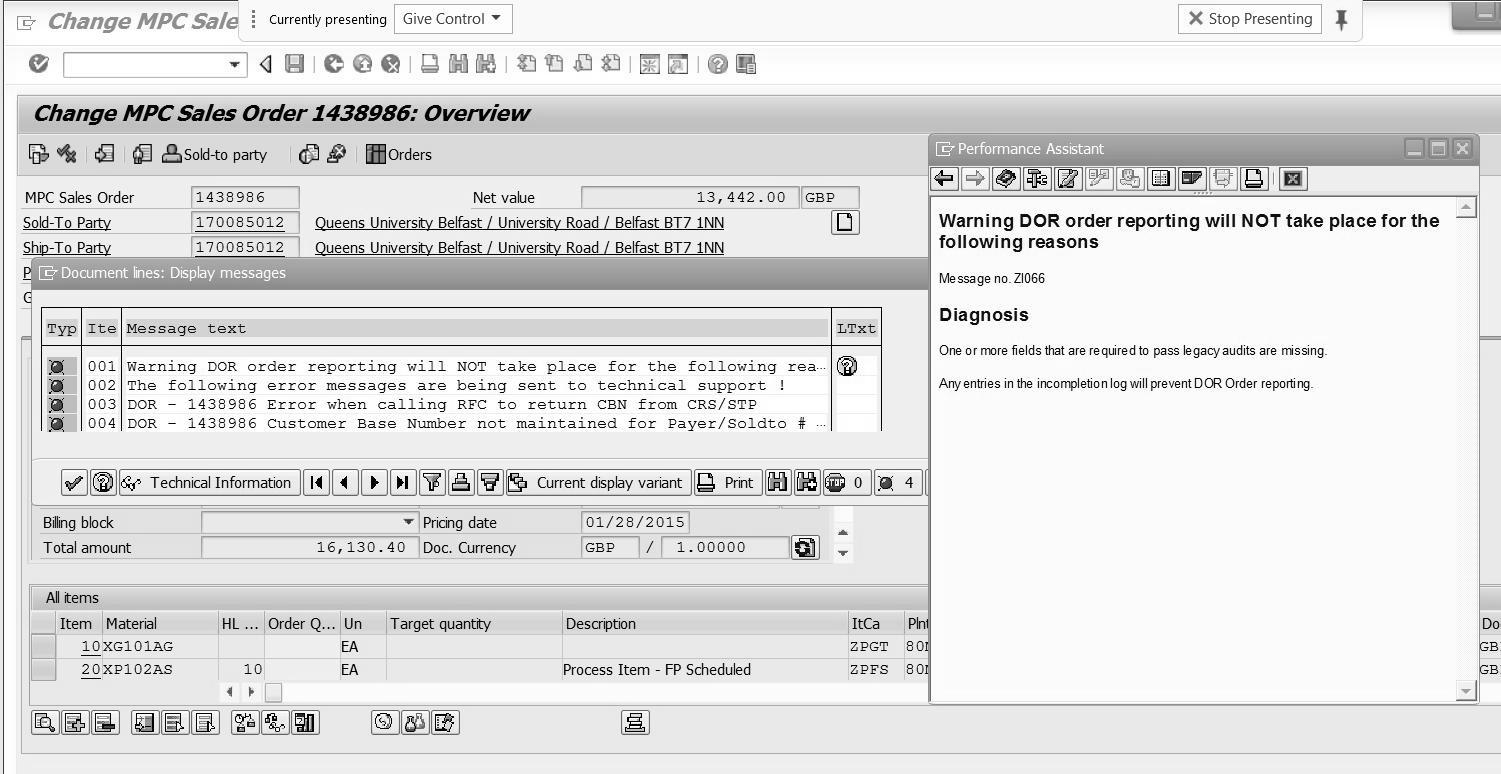 Change MPC Sale
Currently presenting
Give Control
Stop Presenting
Change MPC Sales Order 1438986: Overview
Sold-to party
Orders
MPC Sales Order 1438986 Net value 13,442.00 GBP
Sold-To Party 170085012 Queens University Belfast / University Road / Belfast BT7 1NN
Ship-To Party 170085012 Queens University Belfast / University Road / Belfast BT7 1NN
P
G
Document lines: Display messages
Typ Ite Message text LTxt
001 Warning DOR order reporting will NOT take place for the following rea…
002 The following error messages are being sent to technical support !
003 DOR - 1438986 Error when calling RFC to return CBN from CRS/STP
004 DOR - 1438986 Customer Base Number not maintained for Payer/Soldto # …
Technical Information
Current display variant
Print
STOP 0
4
Billing block Pricing date 01/28/2015
Total amount 16,130.40 Doc. Currency GBP / 1.00000
All items
Item Material HL ... Order Q... Un Target quantity Description ItCa Plnt Do
10 XG101AG EA ZPGT 80M GBP
20 XP102AS 10 EA Process Item - FP Scheduled ZPFS 80M GBP
Performance Assistant
Warning DOR order reporting will NOT take place for the
following reasons
Message no. ZI066
Diagnosis
One or more fields that are required to pass legacy audits are missing.
Any entries in the incompletion log will prevent DOR Order reporting.